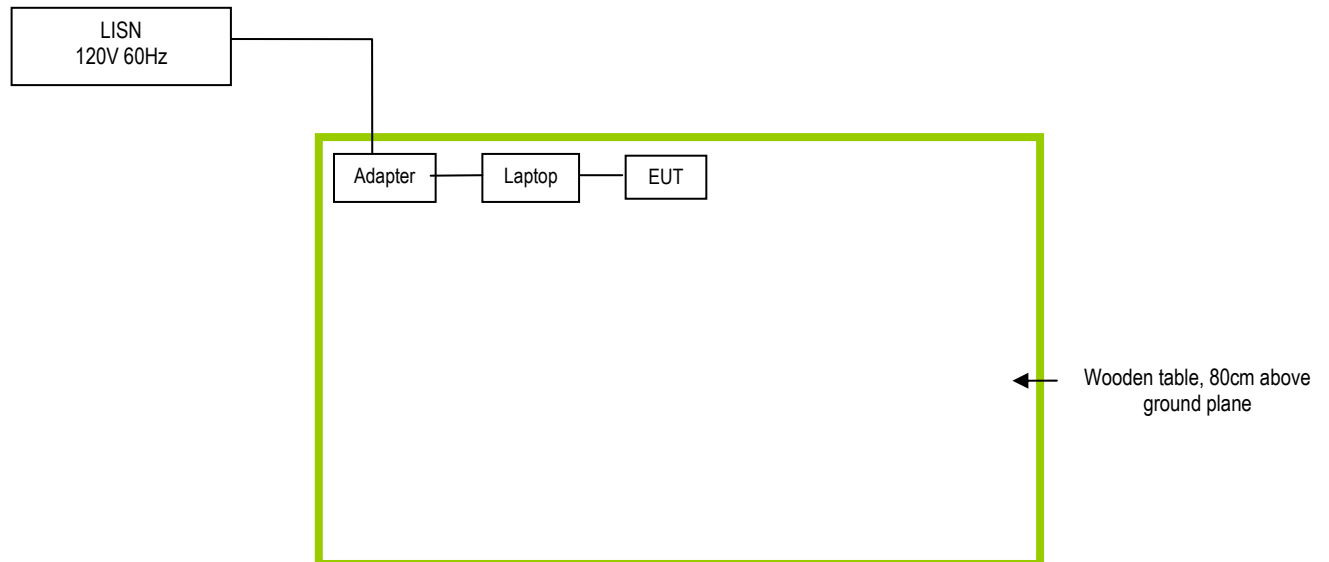 LISN
120V 60Hz
Adapter
Laptop
EUT
Wooden table, 80cm above
ground plane